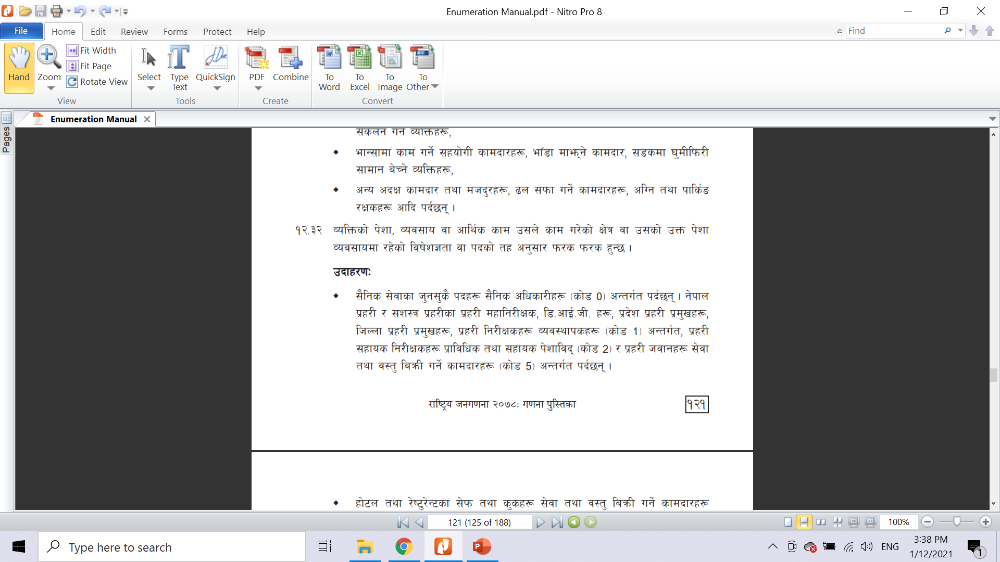 Enumeration Manual.pdf - Nitro Pro 8
File Home Edit Review Forms Protect Help
Find
Hand
Zoom
Fit Width
Fit Page
Rotate View
View
Select
Type Text
QuickSign
Tools
PDF
Combine
Create
To Word
To Excel
To Image
To Other
Convert
Pages
Enumeration Manual
संकलन गर्ने व्यक्तिहरू,
भान्सामा काम गर्ने सहयोगी कामदारहरू, भाँडा माझ्ने कामदार, सडकमा घुमीफिरी
सामान बेच्ने व्यक्तिहरू,
अन्य अदक्ष कामदार तथा मजदुरहरू, ढल सफा गर्ने कामदारहरू, अग्नि तथा पार्किङ
रक्षकहरू आदि पर्दछन् ।
१२.३२ व्यक्तिको पेशा, व्यवसाय वा आर्थिक काम उसले काम गरेको क्षेत्र वा उसको उक्त पेशा
व्यवसायमा रहेको विषेशज्ञता वा पदको तह अनुसार फरक फरक हुन्छ ।
उदाहरणः
सैनिक सेवाका जुनसुकै पदहरू सैनिक अधिकारीहरू (कोड 0) अन्तर्गत पर्दछन् । नेपाल
प्रहरी र सशस्त्र प्रहरीका प्रहरी महानिरीक्षक, डि.आई.जी. हरू, प्रदेश प्रहरी प्रमुखहरू,
जिल्ला प्रहरी प्रमुखहरू, प्रहरी निरीक्षकहरू व्यवस्थापकहरू (कोड 1) अन्तर्गत, प्रहरी
सहायक निरीक्षकहरू प्राविधिक तथा सहायक पेशाविद् (कोड 2) र प्रहरी जवानहरू सेवा
तथा वस्तु बिक्री गर्ने कामदारहरू (कोड 5) अन्तर्गत पर्दछन् ।
राष्ट्रिय जनगणना २०७८ः गणना पुस्तिका १२१
होटल तथा रेष्टुरेन्टका सेफ तथा कुकहरू सेवा तथा वस्तु बिक्री गर्ने कामदारहरू
121 (125 of 188)
100%
Type here to search
ENG
3:38 PM
1/12/2021
1